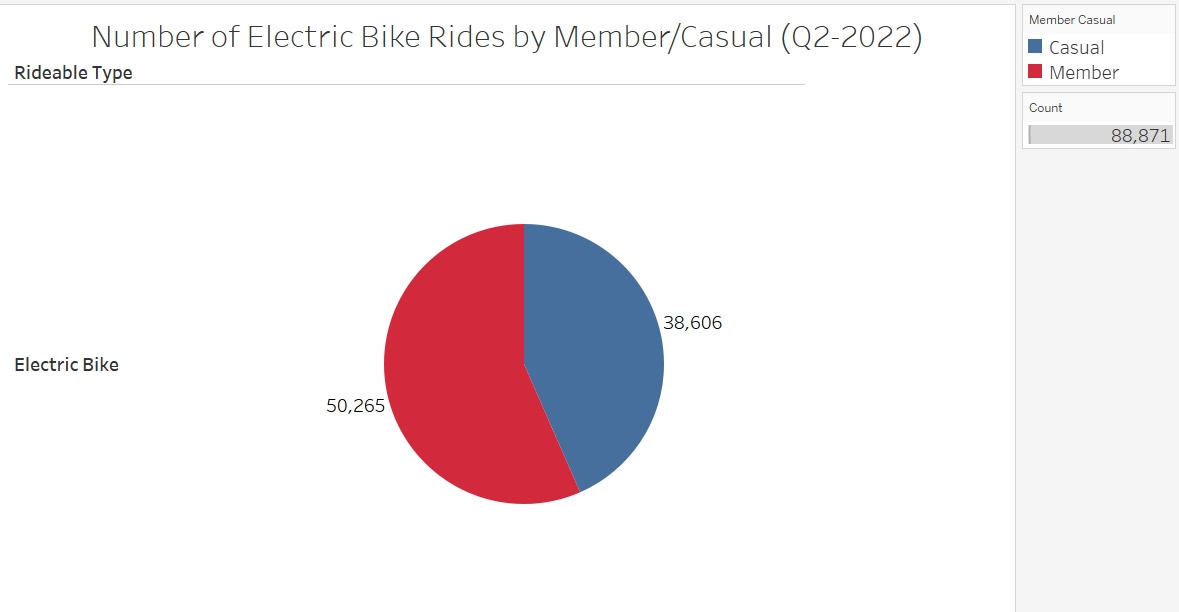 Number of Electric Bike Rides by Member/Casual (Q2-2022)
Rideable Type
Electric Bike
38,606
50,265
Member Casual
Casual
Member
Count
88,871